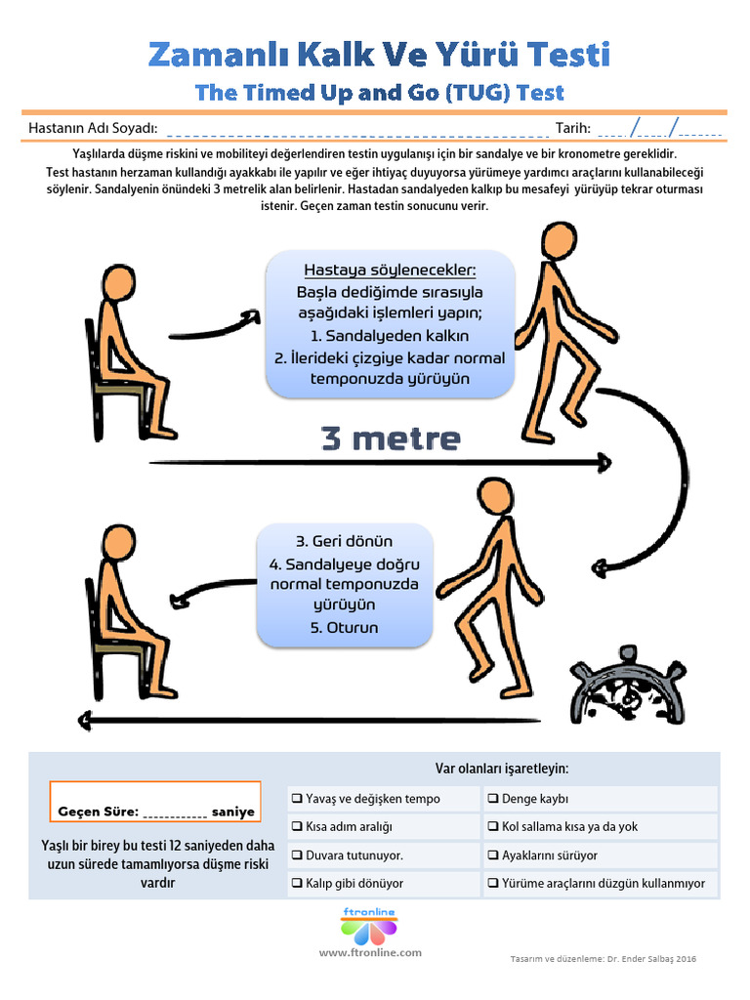 Zamanlı Kalk Ve Yürü Testi
The Timed Up and Go (TUG) Test
Hastanın Adı Soyadı: _ _ _ _ _ _ _ _ _ _ _ _ _ _ _ _ _ _ Tarih: _ _ _ / _ _ _ / _ _ _
Yaşlılarda düşme riskini ve mobiliteyi değerlendiren testin uygulanışı için bir sandalye ve bir kronometre gereklidir.
Test hastanın herzaman kullandığı ayakkabı ile yapılır ve eğer ihtiyaç duyuyorsa yürümeye yardımcı araçlarını kullanabileceği
söylenir. Sandalyenin önündeki 3 metrelik alan belirlenir. Hastadan sandalyeden kalkıp bu mesafeyi yürüyüp tekrar oturması
istenir. Geçen zaman testin sonucunu verir.
Hastaya söylenecekler:
Başla dediğimde sırasıyla
aşağıdaki işlemleri yapın;
1. Sandalyeden kalkın
2. İlerideki çizgiye kadar normal
temponuzda yürüyün
3 metre
3. Geri dönün
4. Sandalyeye doğru
normal temponuzda
yürüyün
5. Oturun
Geçen Süre: ____________ saniye
Yaşlı bir birey bu testi 12 saniyeden daha
uzun sürede tamamlıyorsa düşme riski
vardır
Var olanları işaretleyin:
❑ Yavaş ve değişken tempo ❑ Denge kaybı
❑ Kısa adım aralığı ❑ Kol sallama kısa ya da yok
❑ Duvara tutunuyor. ❑ Ayaklarını sürüyor
❑ Kalıp gibi dönüyor ❑ Yürüme araçlarını düzgün kullanmıyor
ftronline
www.ftronline.com
Tasarım ve düzenleme: Dr. Ender Salbaş 2016